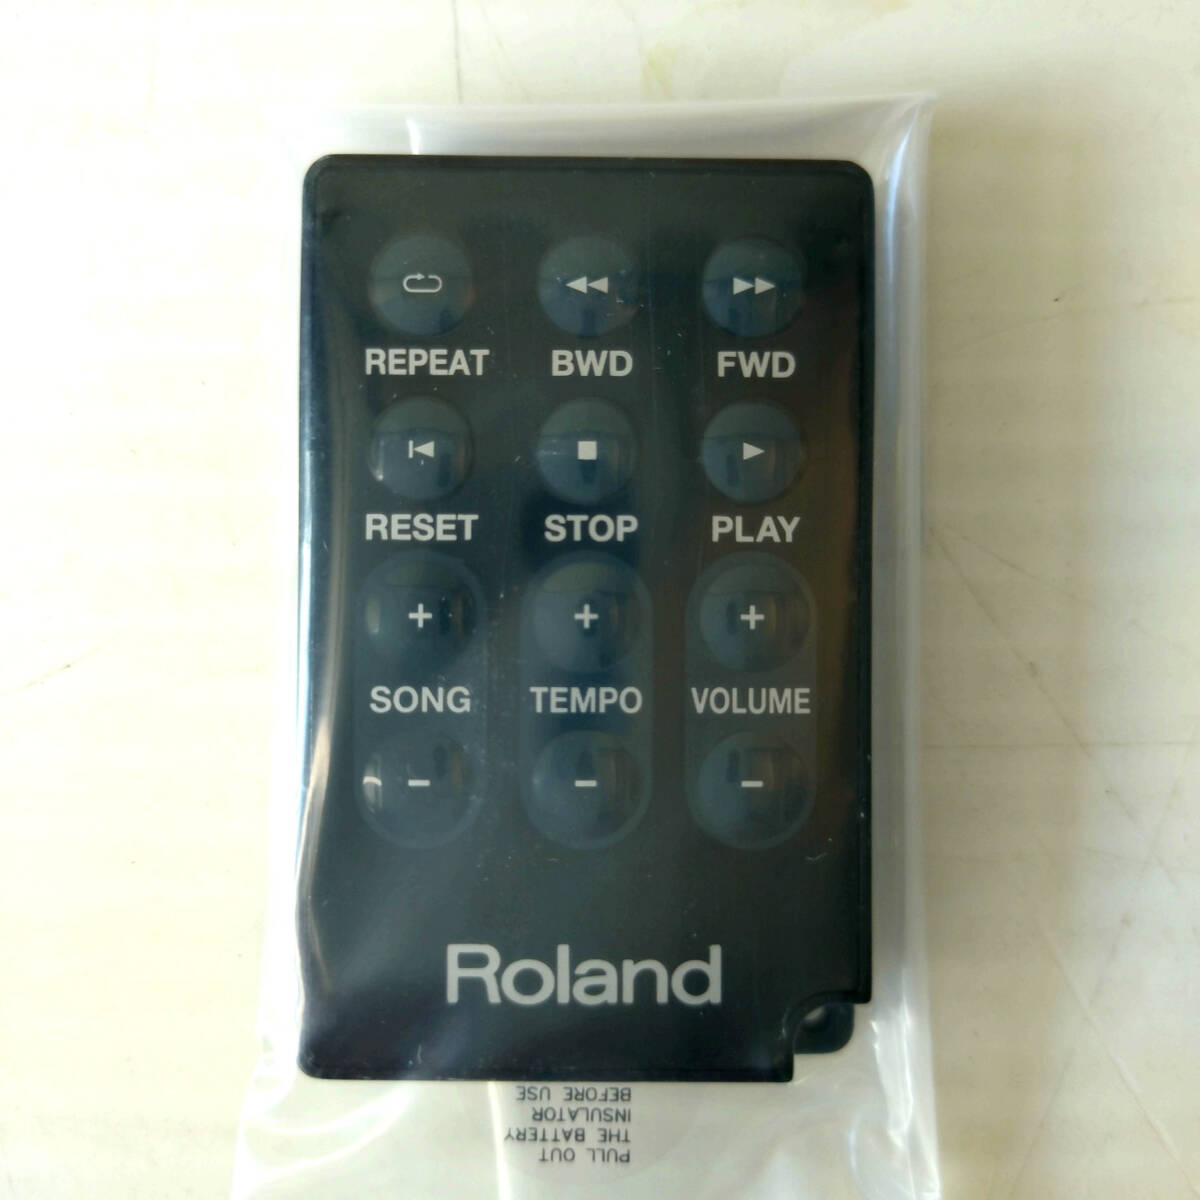 REPEAT BWD FWD
RESET STOP PLAY
+ + +
SONG TEMPO VOLUME
- - -
Roland
PULL OUT
THE BATTERY
INSULATOR
BEFORE USE